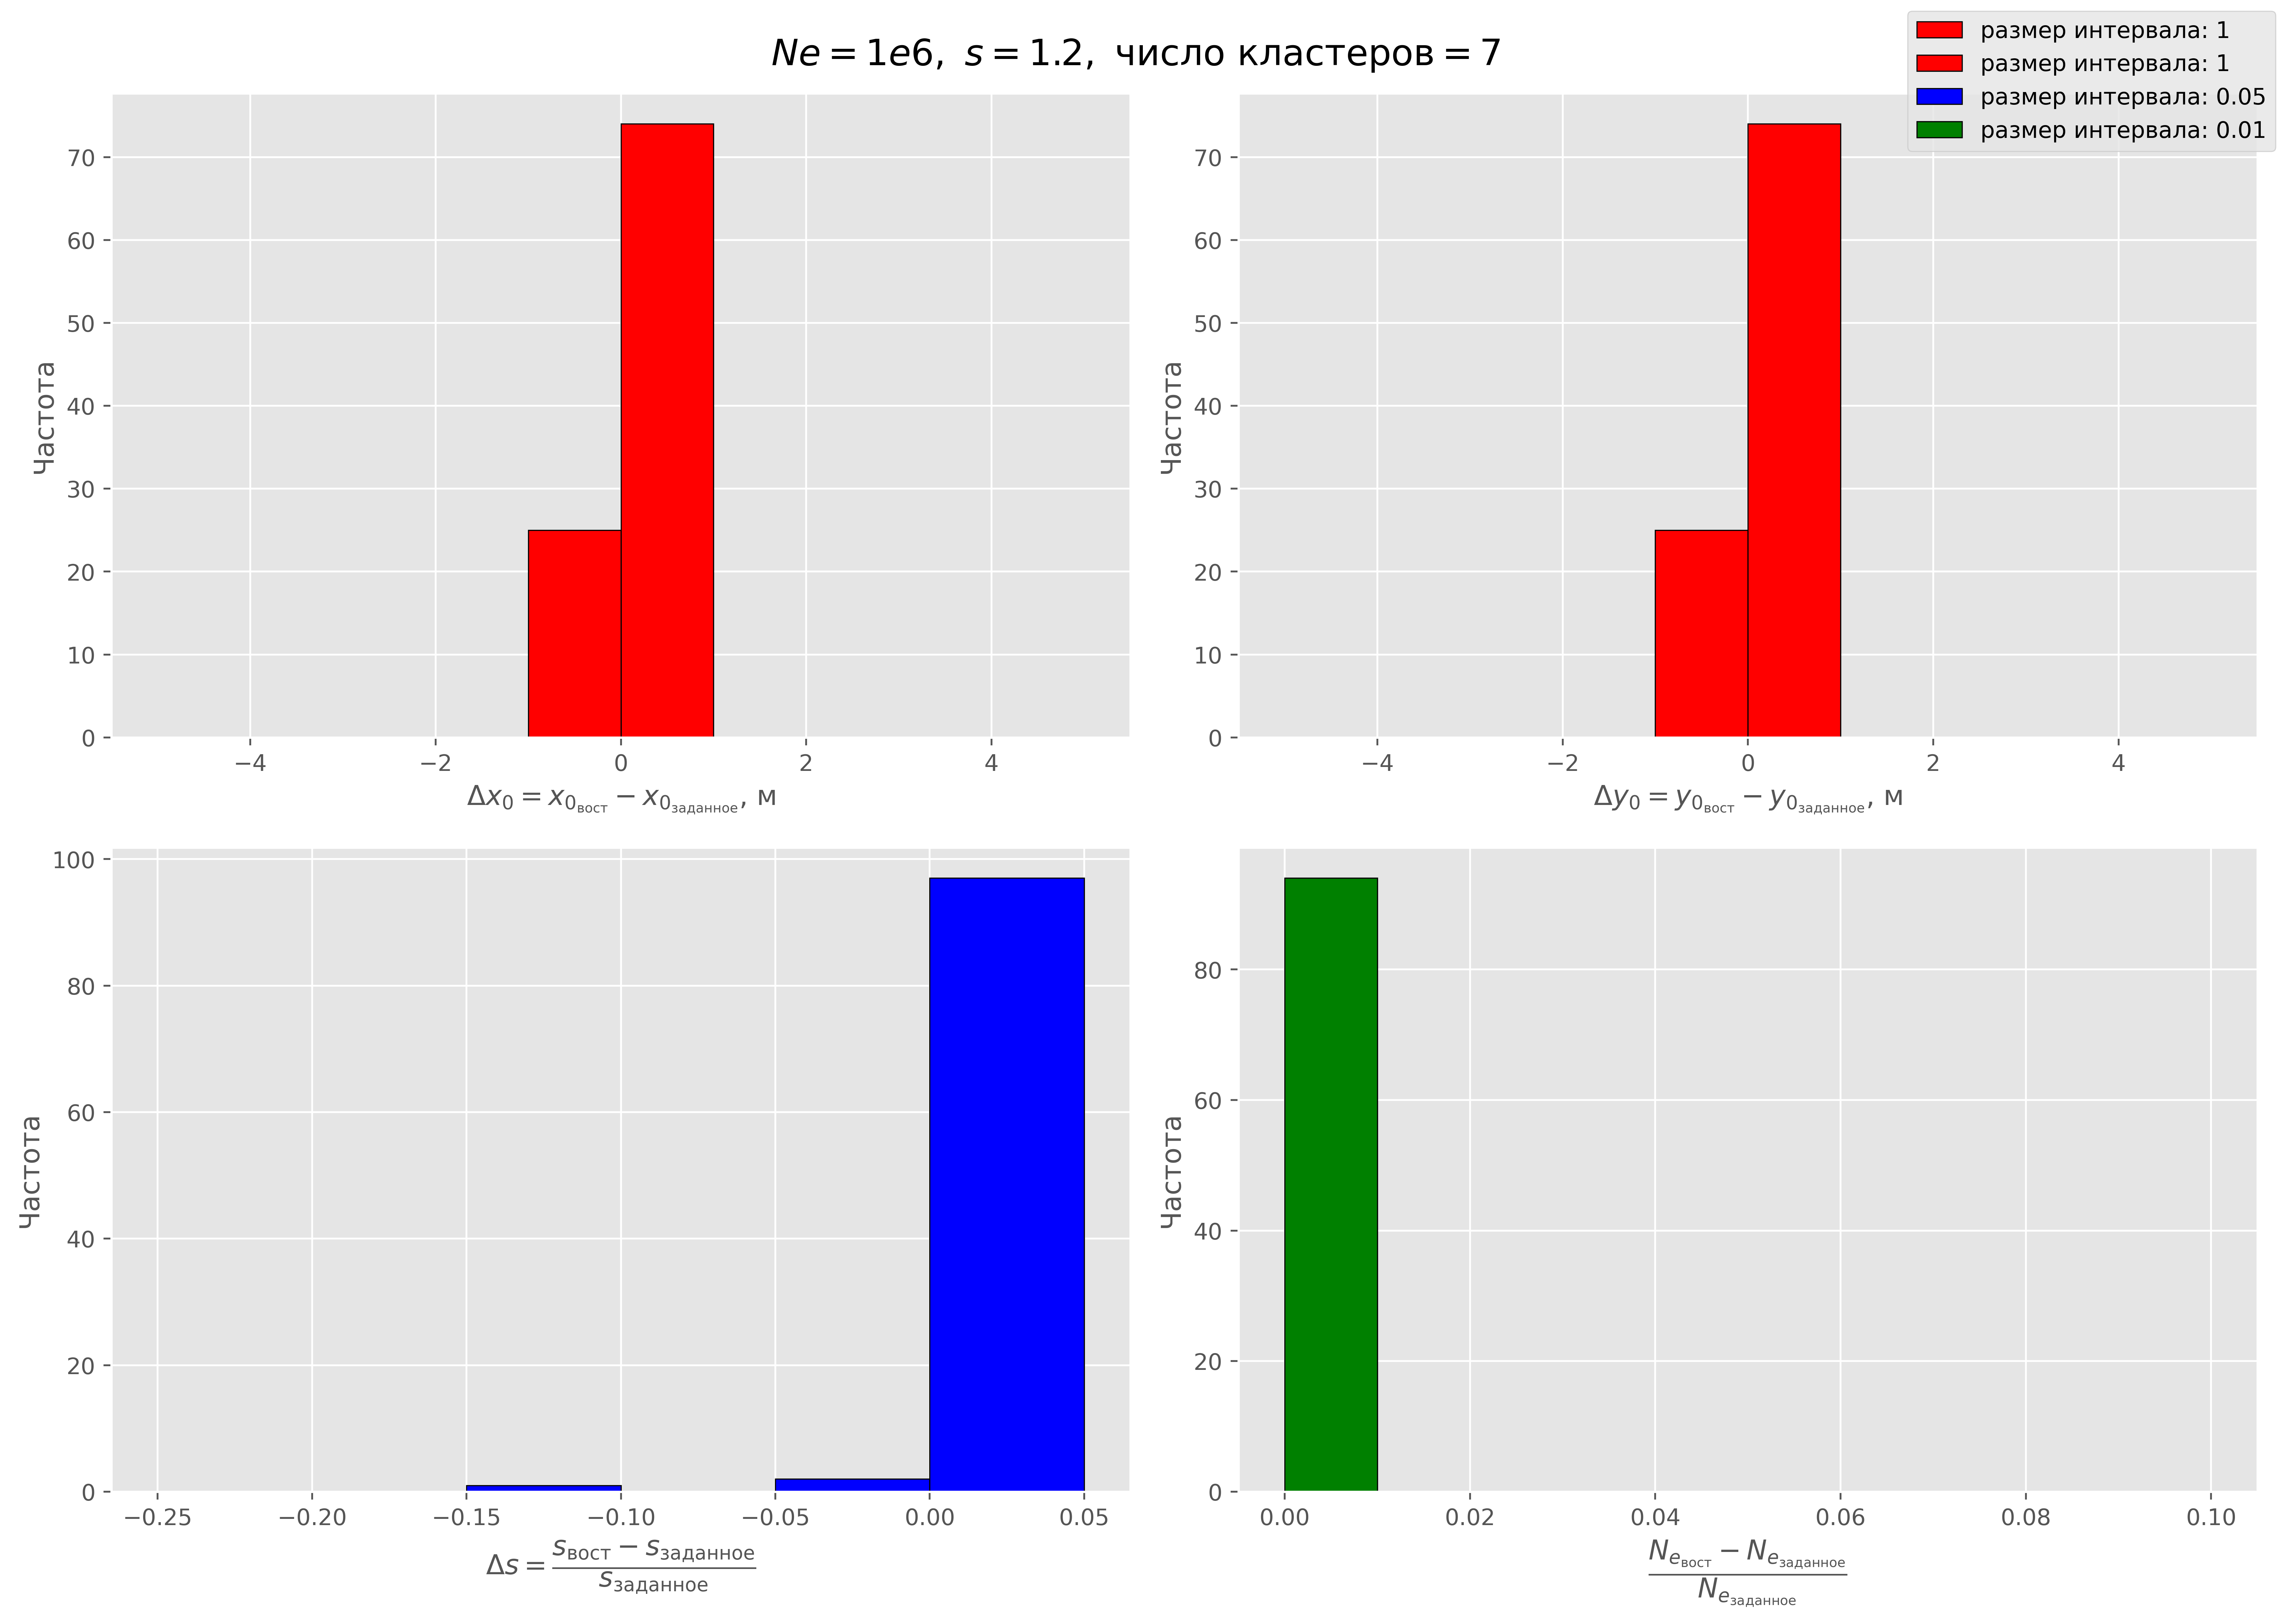 Ne = 1e6, s = 1.2, число кластеров = 7
размер интервала: 1
размер интервала: 1
размер интервала: 0.05
размер интервала: 0.01
Частота
70
60
50
40
30
20
10
0
−4 −2 0 2 4
Δx₀ = x₀вост − x₀заданное, м
Частота
70
60
50
40
30
20
10
0
−4 −2 0 2 4
Δy₀ = y₀вост − y₀заданное, м
Частота
100
80
60
40
20
0
−0.25 −0.20 −0.15 −0.10 −0.05 0.00 0.05
sвост − sзаданное
Δs =
sзаданное
Частота
80
60
40
20
0
0.00 0.02 0.04 0.06 0.08 0.10
Neвост − Neзаданное
Neзаданное